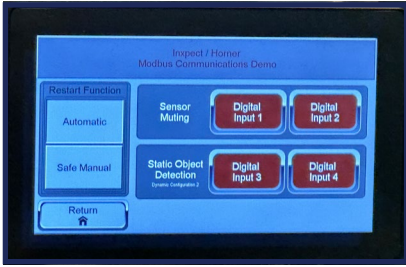 Inxpect / Horner
Modbus Communications Demo
Restart Function
Automatic
Safe Manual
Return
Sensor
Muting
Digital
Input 1
Digital
Input 2
Static Object
Detection
Dynamic Configuration 2
Digital
Input 3
Digital
Input 4